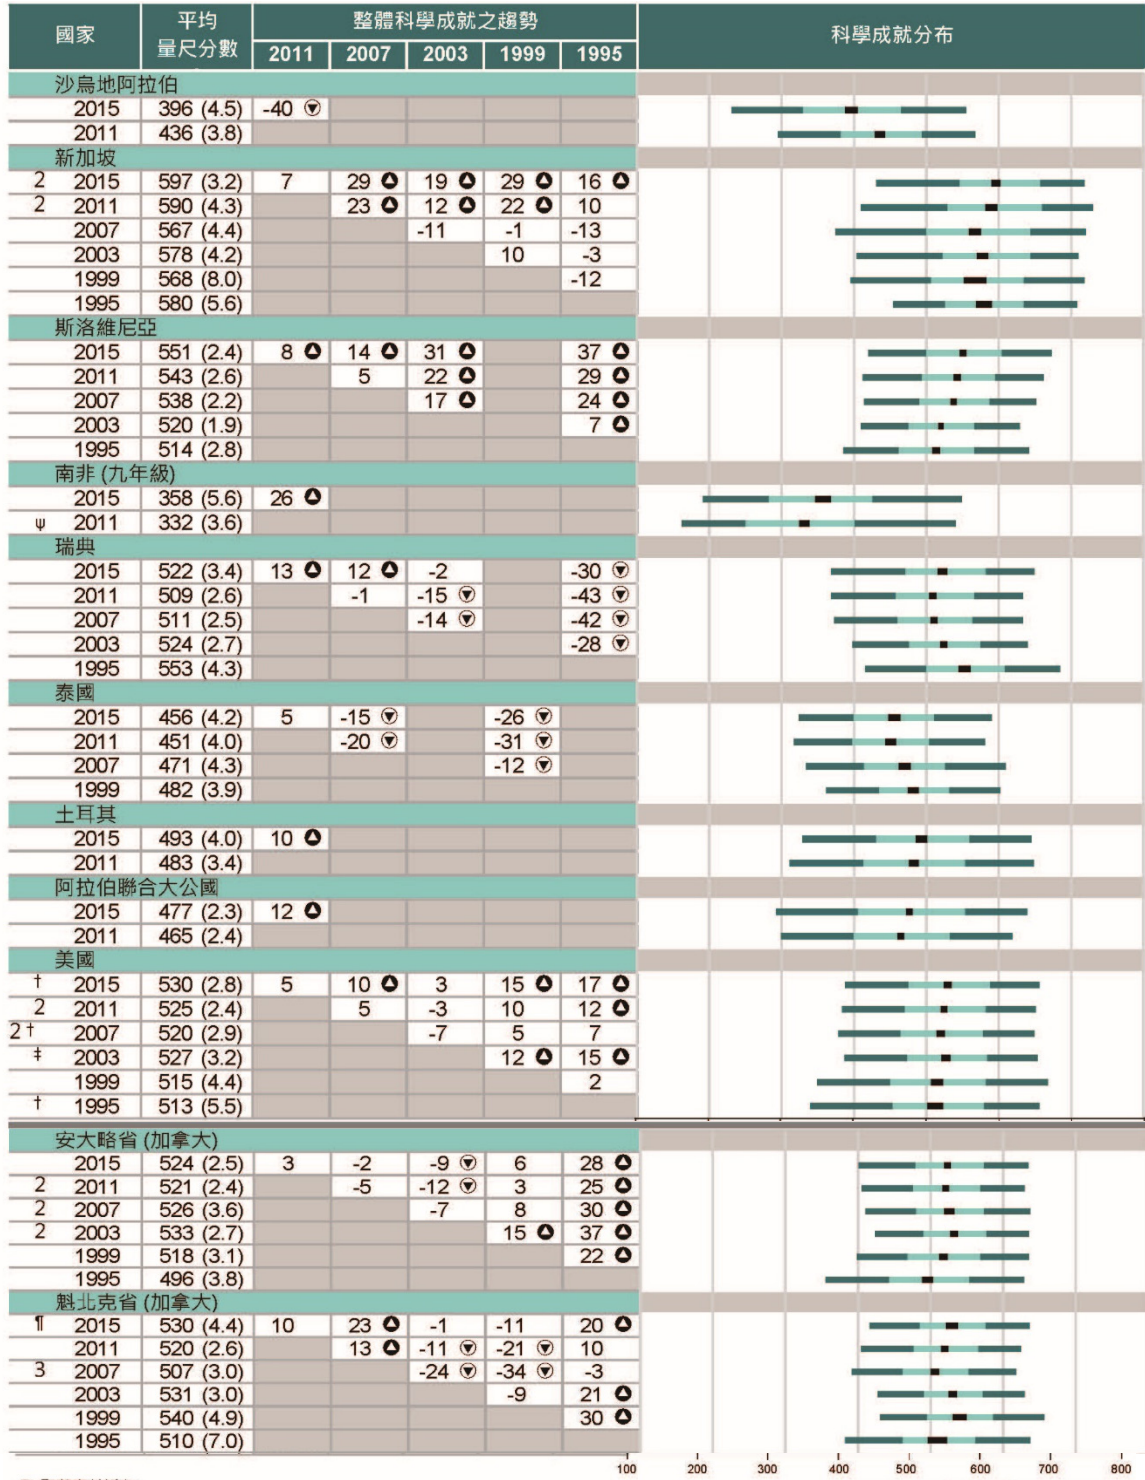 國家 平均 量尺分數 整體科學成就之趨勢 科學成就分布
2011 2007 2003 1999 1995
沙烏地阿拉伯
2015 396 (4.5) -40 ▼
2011 436 (3.8)
新加坡
2 2015 597 (3.2) 7 29 ▲ 19 ▲ 29 ▲ 16 ▲
2 2011 590 (4.3) 23 ▲ 12 ▲ 22 ▲ 10
2007 567 (4.4) -11 -1 -13
2003 578 (4.2) 10 -3
1999 568 (8.0) -12
1995 580 (5.6)
斯洛維尼亞
2015 551 (2.4) 8 ▲ 14 ▲ 31 ▲ 37 ▲
2011 543 (2.6) 5 22 ▲ 29 ▲
2007 538 (2.2) 17 ▲ 24 ▲
2003 520 (1.9) 7 ▲
1995 514 (2.8)
南非 (九年級)
2015 358 (5.6) 26 ▲
ψ 2011 332 (3.6)
瑞典
2015 522 (3.4) 13 ▲ 12 ▲ -2 -30 ▼
2011 509 (2.6) -1 -15 ▼ -43 ▼
2007 511 (2.5) -14 ▼ -42 ▼
2003 524 (2.7) -28 ▼
1995 553 (4.3)
泰國
2015 456 (4.2) 5 -15 ▼ -26 ▼
2011 451 (4.0) -20 ▼ -31 ▼
2007 471 (4.3) -12 ▼
1999 482 (3.9)
土耳其
2015 493 (4.0) 10 ▲
2011 483 (3.4)
阿拉伯聯合大公國
2015 477 (2.3) 12 ▲
2011 465 (2.4)
美國
† 2015 530 (2.8) 5 10 ▲ 3 15 ▲ 17 ▲
2 2011 525 (2.4) 5 -3 10 12 ▲
2 † 2007 520 (2.9) -7 5 7
‡ 2003 527 (3.2) 12 ▲ 15 ▲
1999 515 (4.4) 2
† 1995 513 (5.5)
安大略省 (加拿大)
2015 524 (2.5) 3 -2 -9 ▼ 6 28 ▲
2 2011 521 (2.4) -5 -12 ▼ 3 25 ▲
2 2007 526 (3.6) -7 8 30 ▲
2 2003 533 (2.7) 15 ▲ 37 ▲
1999 518 (3.1) 22 ▲
1995 496 (3.8)
魁北克省 (加拿大)
¶ 2015 530 (4.4) 10 23 ▲ -1 -11 20 ▲
2011 520 (2.6) 13 ▲ -11 ▼ -21 ▼ 10
3 2007 507 (3.0) -24 ▼ -34 ▼ -3
2003 531 (3.0) -9 21 ▲
1999 540 (4.9) 30 ▲
1995 510 (7.0)
100 200 300 400 500 600 700 800